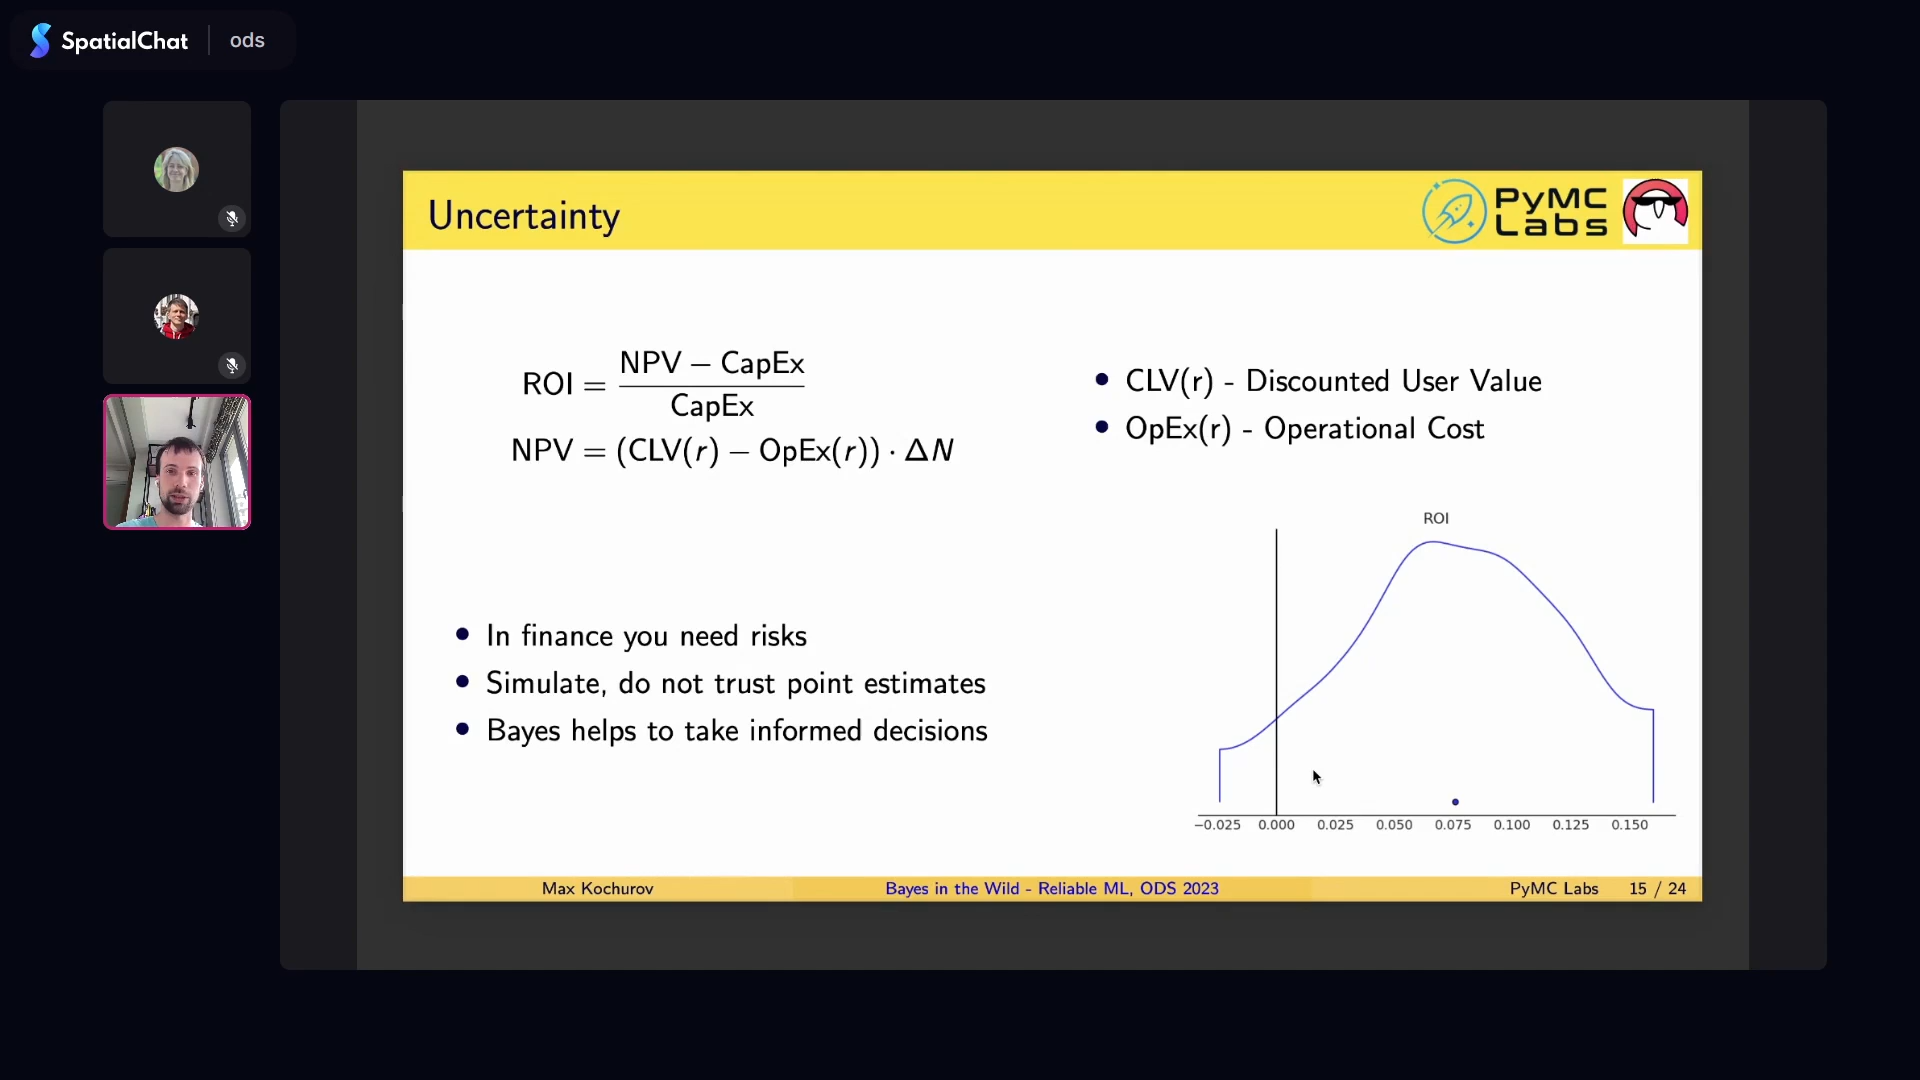 SpatialChat
ods
Uncertainty
PyMC
Labs
ROI = NPV − CapEx / CapEx
NPV = (CLV(r) − OpEx(r)) · ΔN
• CLV(r) - Discounted User Value
• OpEx(r) - Operational Cost
• In finance you need risks
• Simulate, do not trust point estimates
• Bayes helps to take informed decisions
ROI
−0.025 0.000 0.025 0.050 0.075 0.100 0.125 0.150
Max Kochurov
Bayes in the Wild - Reliable ML, ODS 2023
PyMC Labs
15 / 24